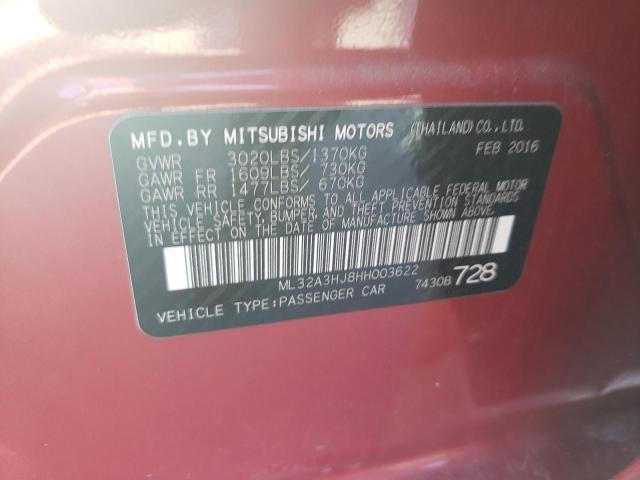 MFD.BY MITSUBISHI MOTORS (THAILAND) CO., LTD.
FEB 2016
GVWR 3020LBS/1370KG
GAWR FR 1609LBS/ 730KG
GAWR RR 1477LBS/ 670KG
THIS VEHICLE CONFORMS TO ALL APPLICABLE FEDERAL MOTOR
VEHICLE SAFETY, BUMPER, AND THEFT PREVENTION STANDARDS
IN EFFECT ON THE DATE OF MANUFACTURE SHOWN ABOVE.
ML32A3HJ8HH003622
VEHICLE TYPE:PASSENGER CAR 7430B 728